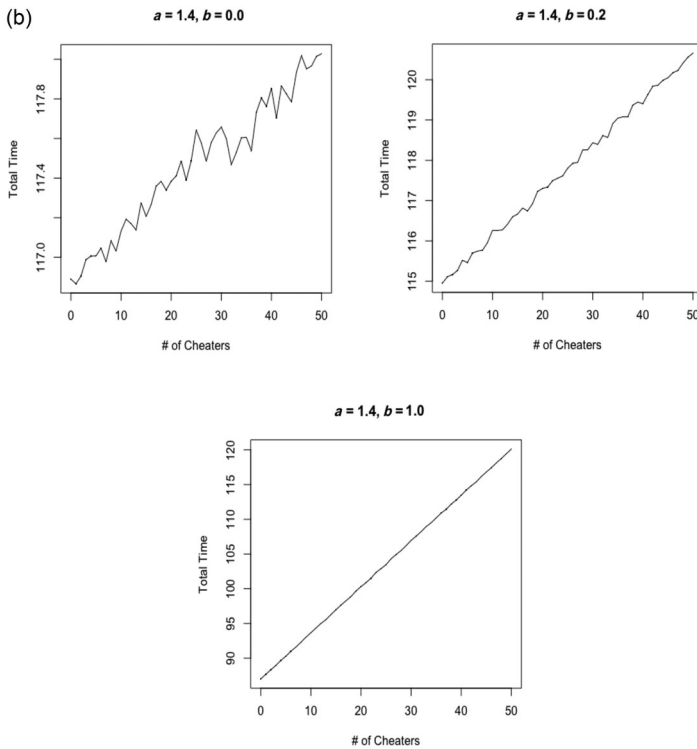 (b)
a = 1.4, b = 0.0
Total Time
117.0 117.4 117.8
0 10 20 30 40 50
# of Cheaters
a = 1.4, b = 0.2
Total Time
115 116 117 118 119 120
0 10 20 30 40 50
# of Cheaters
a = 1.4, b = 1.0
Total Time
90 95 100 105 110 115 120
0 10 20 30 40 50
# of Cheaters